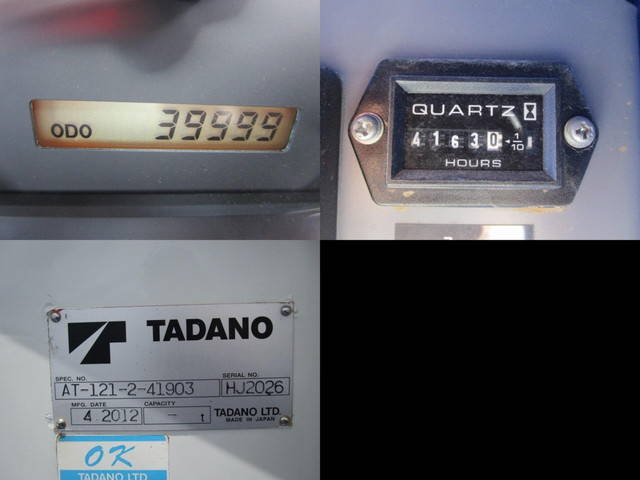 ODO 39999
QUARTZ
41630 1/10
HOURS
TADANO
SPEC. NO. SERIAL NO.
AT-121-2-41903 HJ2026
MFG. DATE CAPACITY
4 2012 - t TADANO LTD.
MADE IN JAPAN
OK
TADANO LTD